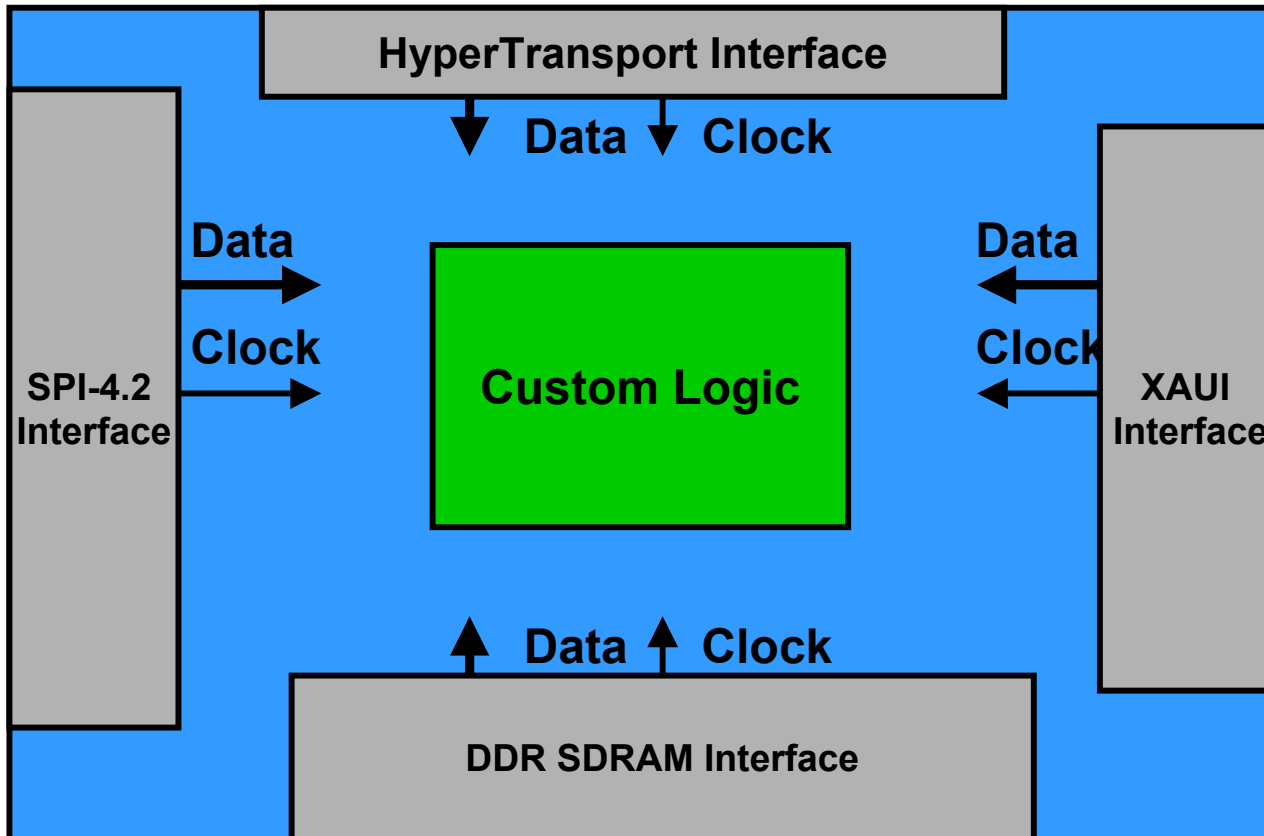 HyperTransport Interface
Data
Clock
Data
Clock
SPI-4.2
Interface
Custom Logic
Data
Clock
XAUI
Interface
Data
Clock
DDR SDRAM Interface